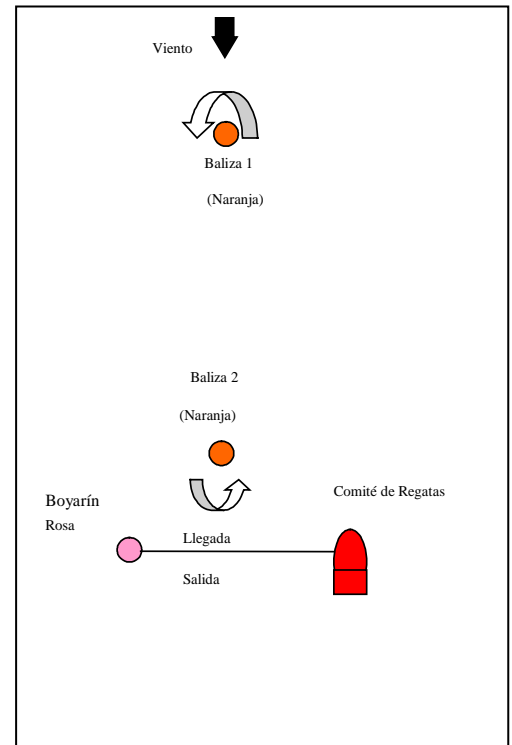 Viento
Baliza 1
(Naranja)
Baliza 2
(Naranja)
Comité de Regatas
Boyarín
Rosa
Llegada
Salida